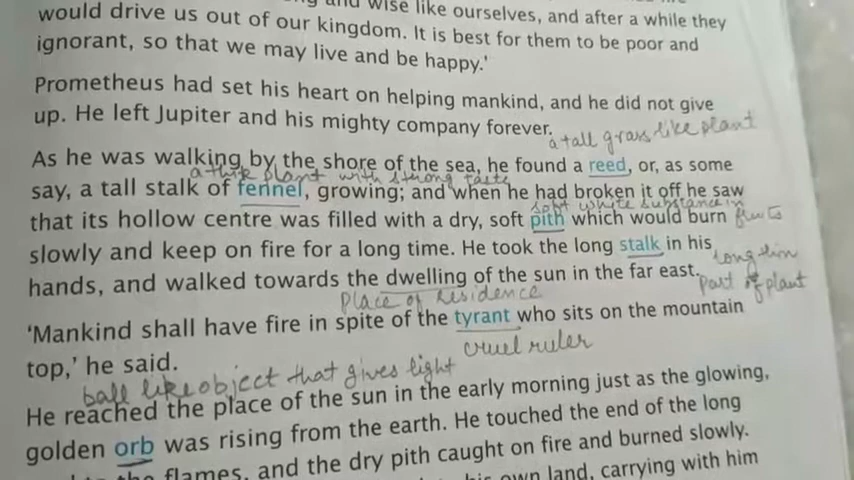 and wise like ourselves, and after a while they
would drive us out of our kingdom. It is best for them to be poor and
ignorant, so that we may live and be happy.'
Prometheus had set his heart on helping mankind, and he did not give
up. He left Jupiter and his mighty company forever.
a tall grass like plant
As he was walking by the shore of the sea, he found a reed, or, as some
a thik plant with strong taste
say, a tall stalk of fennel, growing; and when he had broken it off he saw
soft white substance in
that its hollow centre was filled with a dry, soft pith which would burn fruits
slowly and keep on fire for a long time. He took the long stalk in his
long thin
hands, and walked towards the dwelling of the sun in the far east.
part of plant
place of residence
'Mankind shall have fire in spite of the tyrant who sits on the mountain
top,' he said.
cruel ruler
ball like object that gives light
He reached the place of the sun in the early morning just as the glowing,
golden orb was rising from the earth. He touched the end of the long
flames, and the dry pith caught on fire and burned slowly.
his own land, carrying with him